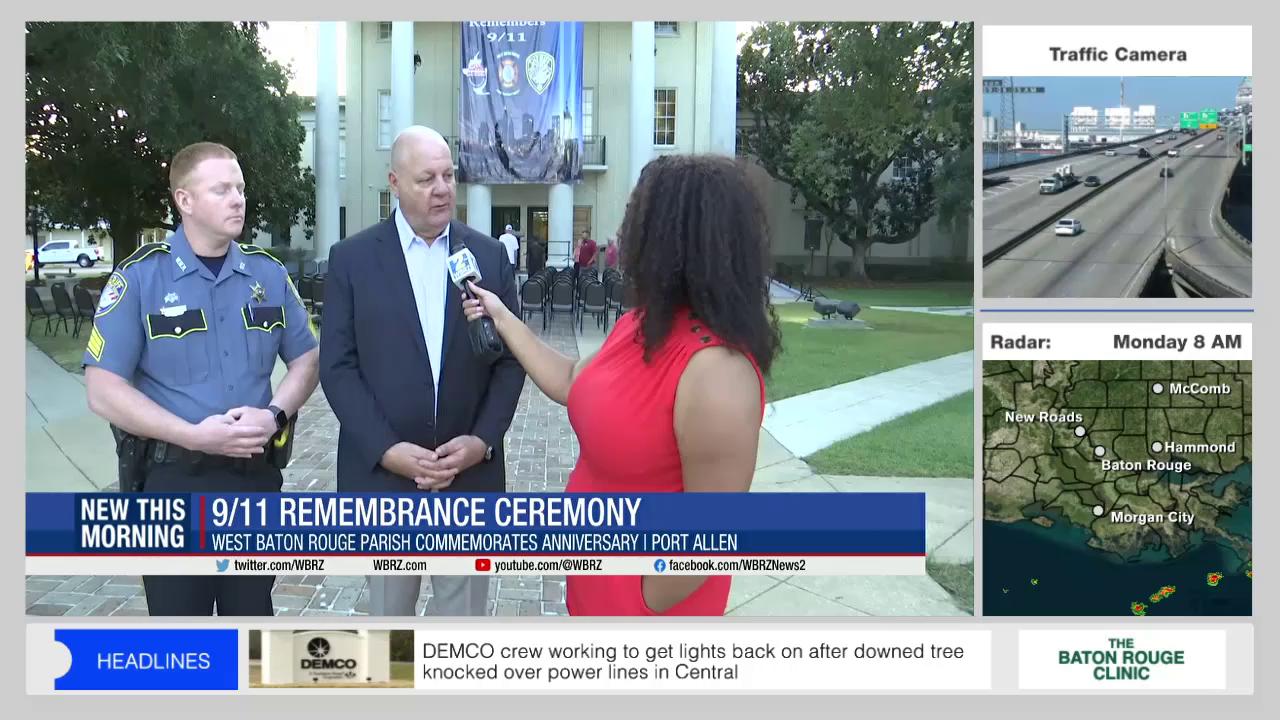 Remembers
9/11
2
NEW THIS
MORNING
9/11 REMEMBRANCE CEREMONY
WEST BATON ROUGE PARISH COMMEMORATES ANNIVERSARY | PORT ALLEN
twitter.com/WBRZ
WBRZ.com
youtube.com/@WBRZ
facebook.com/WBRZNews2
Traffic Camera
Radar:
Monday 8 AM
McComb
New Roads
Hammond
Baton Rouge
Morgan City
HEADLINES
DEMCO
DEMCO crew working to get lights back on after downed tree
knocked over power lines in Central
THE
BATON ROUGE
CLINIC